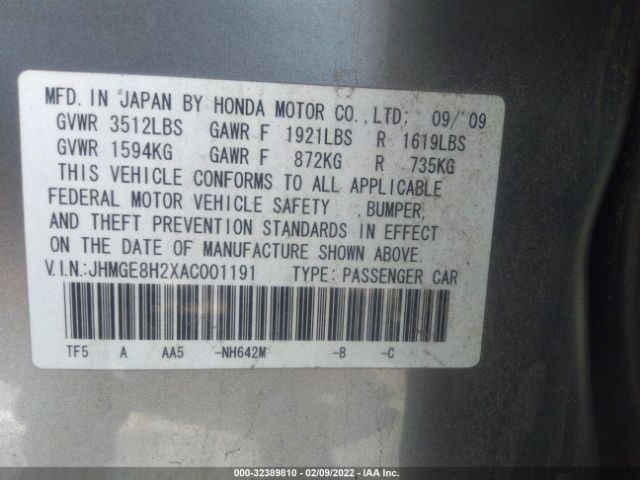 MFD. IN JAPAN BY HONDA MOTOR CO.,LTD; 09/'09
GVWR 3512LBS GAWR F 1921LBS R 1619LBS
GVWR 1594KG GAWR F 872KG R 735KG
THIS VEHICLE CONFORMS TO ALL APPLICABLE
FEDERAL MOTOR VEHICLE SAFETY ,BUMPER,
AND THEFT PREVENTION STANDARDS IN EFFECT
ON THE DATE OF MANUFACTURE SHOWN ABOVE.
V.I.N.:JHMGE8H2XAC001191 TYPE: PASSENGER CAR
TF5 A AA5 -NH642M -B -C
000-32389810 - 02/09/2022 - IAA Inc.